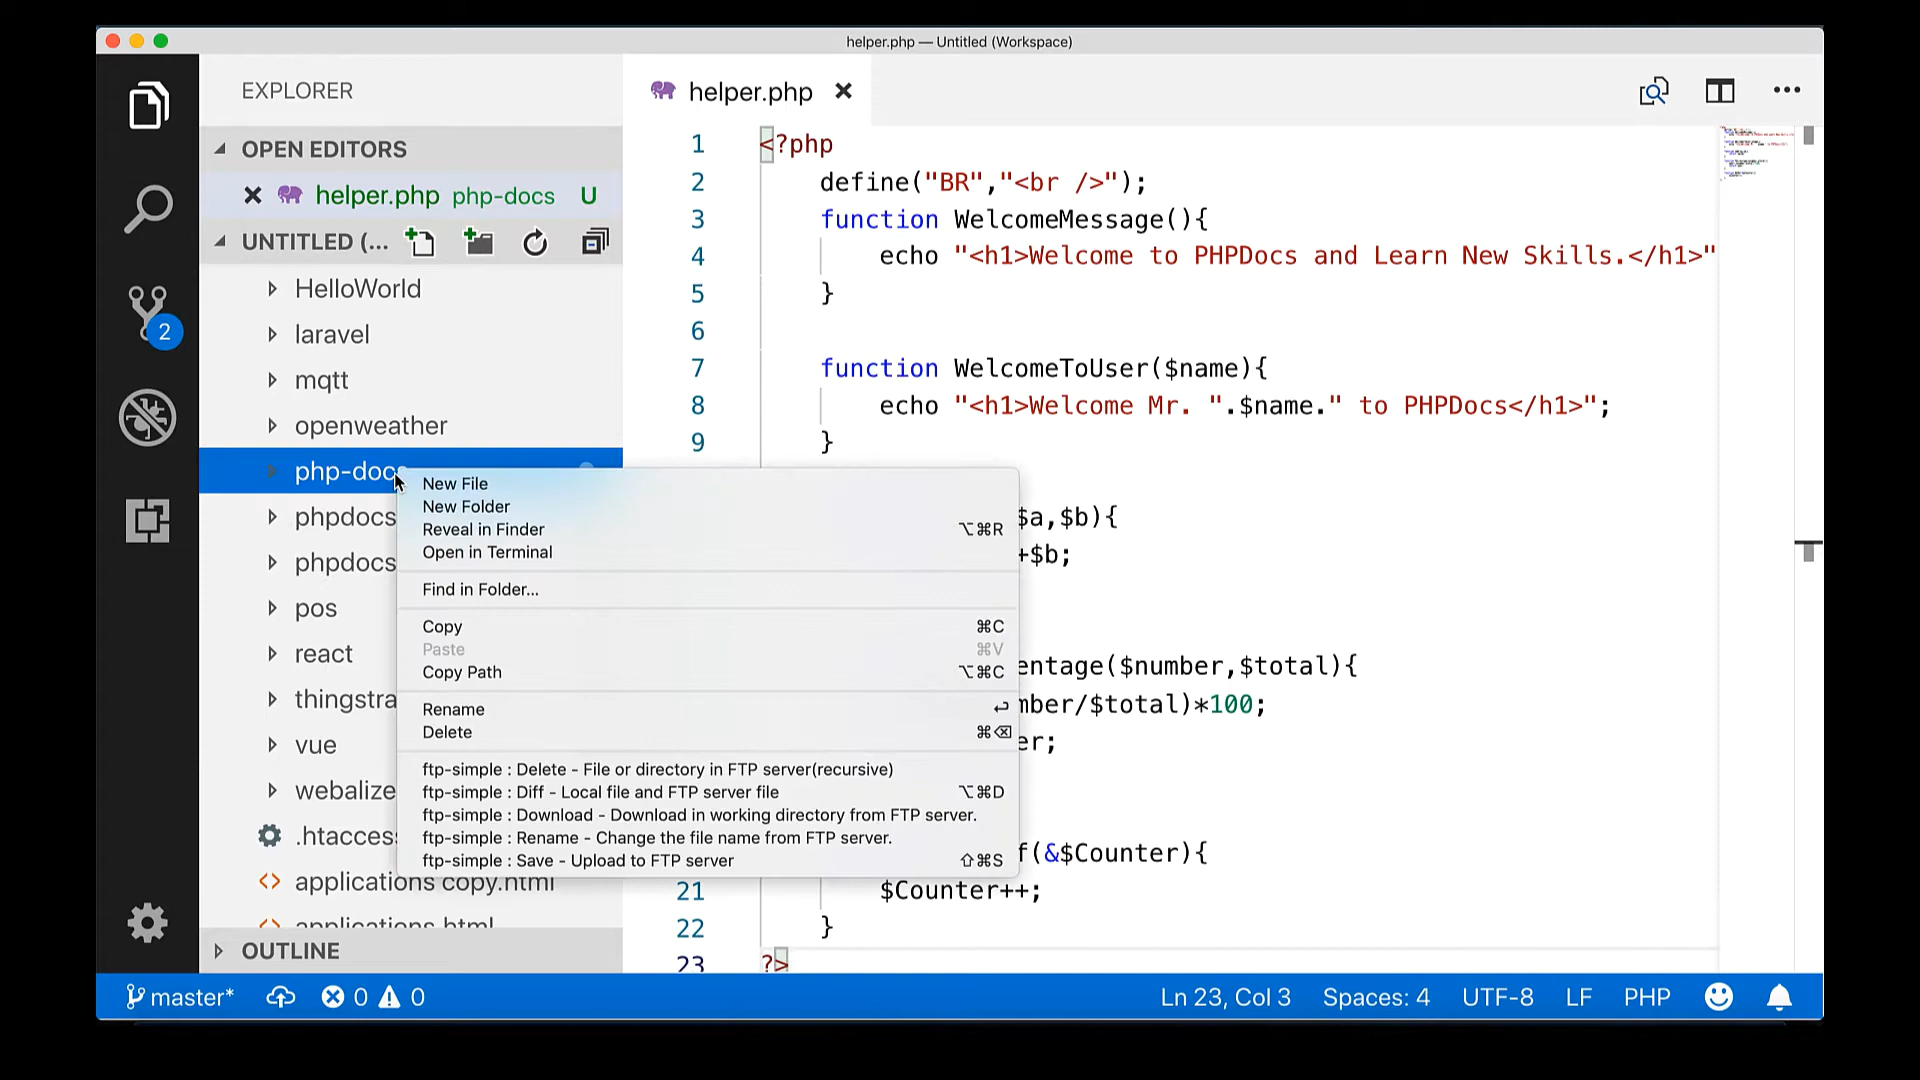 helper.php — Untitled (Workspace)
EXPLORER
OPEN EDITORS
helper.php php-docs U
UNTITLED (...
HelloWorld
laravel
mqtt
openweather
php-docs
phpdocs
phpdocs
pos
react
thingstra
vue
webalize
.htacces
applications copy.html
applications.html
OUTLINE
New File
New Folder
Reveal in Finder ⌥⌘R
Open in Terminal
Find in Folder...
Copy ⌘C
Paste ⌘V
Copy Path ⌥⌘C
Rename ↩
Delete ⌘⌫
ftp-simple : Delete - File or directory in FTP server(recursive)
ftp-simple : Diff - Local file and FTP server file ⌥⌘D
ftp-simple : Download - Download in working directory from FTP server.
ftp-simple : Rename - Change the file name from FTP server.
ftp-simple : Save - Upload to FTP server ⇧⌘S
helper.php
1 <?php
2 define("BR","<br />");
3 function WelcomeMessage(){
4 echo "<h1>Welcome to PHPDocs and Learn New Skills.</h1>"
5 }
6
7 function WelcomeToUser($name){
8 echo "<h1>Welcome Mr. ".$name." to PHPDocs</h1>";
9 }
$a,$b){
+$b;
entage($number,$total){
mber/$total)*100;
er;
f(&$Counter){
21 $Counter++;
22 }
23 ?>
2
master* 0 0 Ln 23, Col 3 Spaces: 4 UTF-8 LF PHP